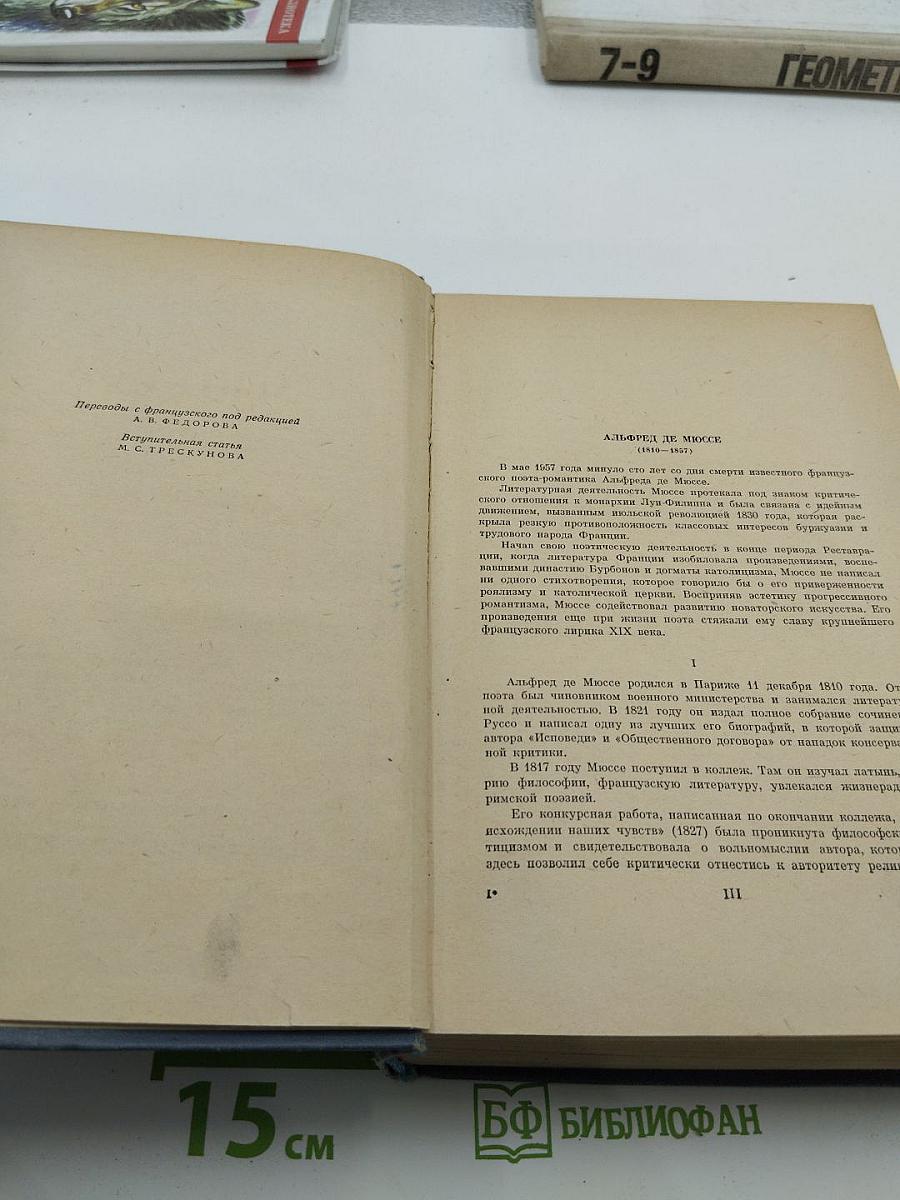 БЛИОТЕКА
7-9
ГЕОМЕТ
Переводы с французского под редакцией
А. В. ФЕДОРОВА
Вступительная статья
М. С. ТРЕСКУНОВА
АЛЬФРЕД ДЕ МЮССЕ
(1810—1857)
В мае 1957 года минуло сто лет со дня смерти известного француз-
ского поэта-романтика Альфреда де Мюссе.
Литературная деятельность Мюссе протекала под знаком критиче-
ского отношения к монархии Луи-Филиппа и была связана с идейным
движением, вызванным июльской революцией 1830 года, которая рас-
крыла резкую противоположность классовых интересов буржуазии и
трудового народа Франции.
Начав свою поэтическую деятельность в конце периода Реставра-
ции, когда литература Франции изобиловала произведениями, воспе-
вавшими династию Бурбонов и догматы католицизма, Мюссе не написал
ни одного стихотворения, которое говорило бы о его приверженности
роялизму и католической церкви. Восприняв эстетику прогрессивного
романтизма, Мюссе содействовал развитию новаторского искусства. Его
произведения еще при жизни поэта стяжали ему славу крупнейшего
французского лирика XIX века.
I
Альфред де Мюссе родился в Париже 11 декабря 1810 года. От
поэта был чиновником военного министерства и занимался литерат
ной деятельностью. В 1821 году он издал полное собрание сочине
Руссо и написал одну из лучших его биографий, в которой защи
автора «Исповеди» и «Общественного договора» от нападок консерва
ной критики.
В 1817 году Мюссе поступил в коллеж. Там он изучал латынь,
рию философии, французскую литературу, увлекался жизнерад
римской поэзией.
Его конкурсная работа, написанная по окончании коллежа,
исхождении наших чувств» (1827) была проникнута философск
тицизмом и свидетельствовала о вольномыслии автора, кото
здесь позволил себе критически отнестись к авторитету рели
I*
III
15 см
БФ БИБЛИОФАН